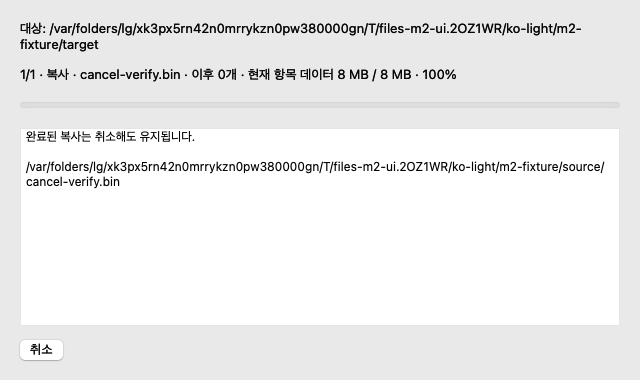 대상: /var/folders/lg/xk3px5rn42n0mrrykzn0pw380000gn/T/files-m2-ui.2OZ1WR/ko-light/m2-
fixture/target
1/1 · 복사 · cancel-verify.bin · 이후 0개 · 현재 항목 데이터 8 MB / 8 MB · 100%
완료된 복사는 취소해도 유지됩니다.
/var/folders/lg/xk3px5rn42n0mrrykzn0pw380000gn/T/files-m2-ui.2OZ1WR/ko-light/m2-fixture/source/
cancel-verify.bin
취소